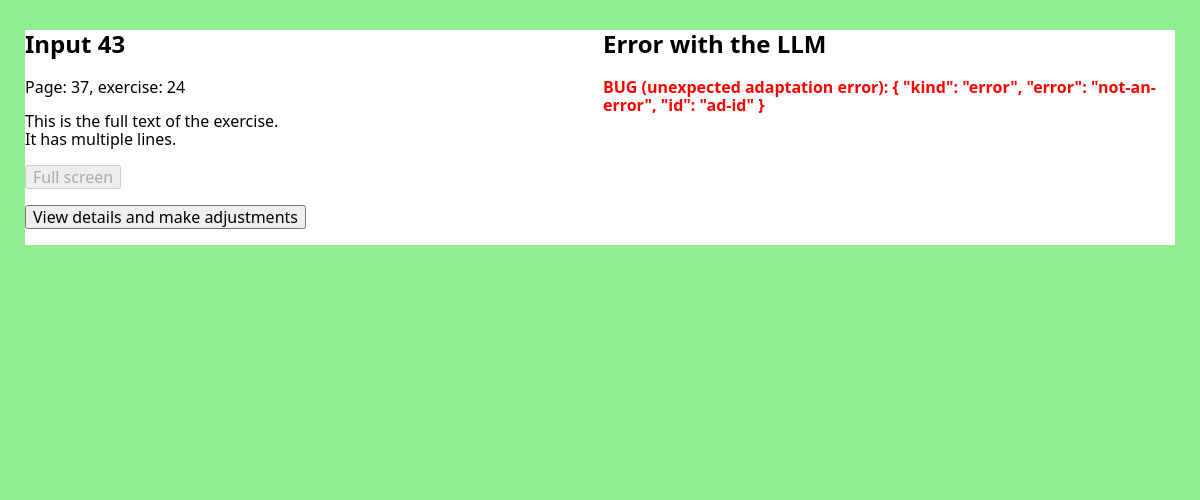 Input 43
Page: 37, exercise: 24
This is the full text of the exercise.
It has multiple lines.
Full screen
View details and make adjustments
Error with the LLM
BUG (unexpected adaptation error): { "kind": "error", "error": "not-an-
error", "id": "ad-id" }